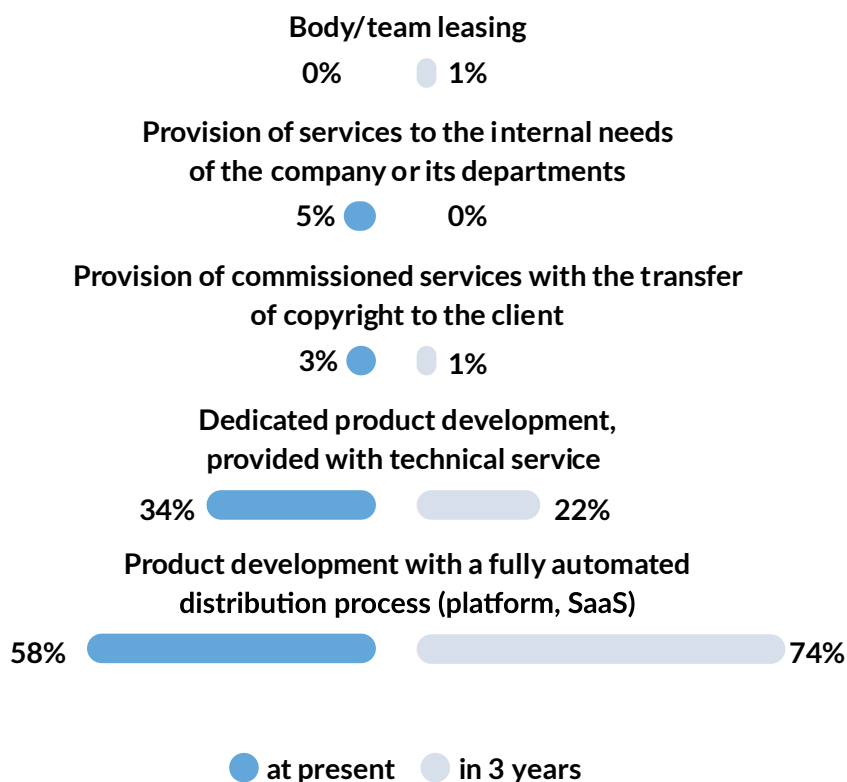 Body/team leasing
0% 1%
Provision of services to the internal needs
of the company or its departments
5% 0%
Provision of commissioned services with the transfer
of copyright to the client
3% 1%
Dedicated product development,
provided with technical service
34% 22%
Product development with a fully automated
distribution process (platform, SaaS)
58% 74%
at present in 3 years